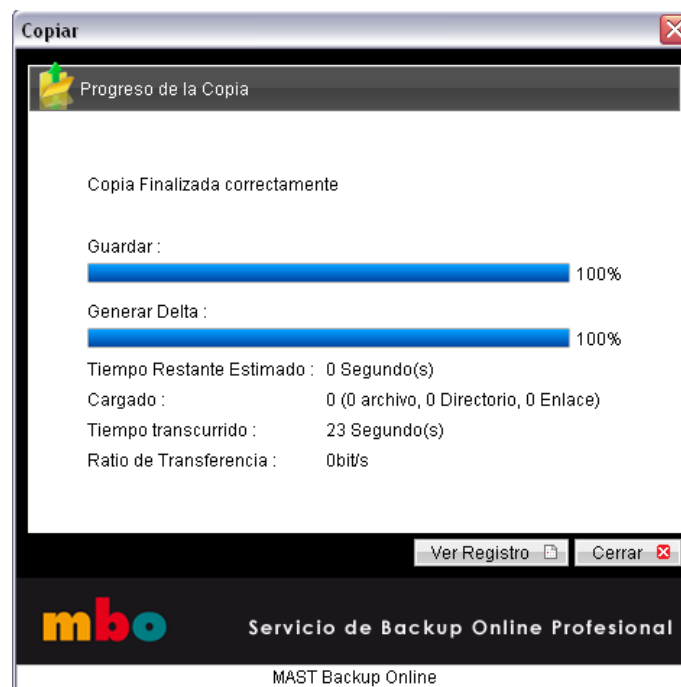 Copiar
Progreso de la Copia
Copia Finalizada correctamente
Guardar :
100%
Generar Delta :
100%
Tiempo Restante Estimado : 0 Segundo(s)
Cargado : 0 (0 archivo, 0 Directorio, 0 Enlace)
Tiempo transcurrido : 23 Segundo(s)
Ratio de Transferencia : 0bit/s
Ver Registro Cerrar
mbo Servicio de Backup Online Profesional
MAST Backup Online